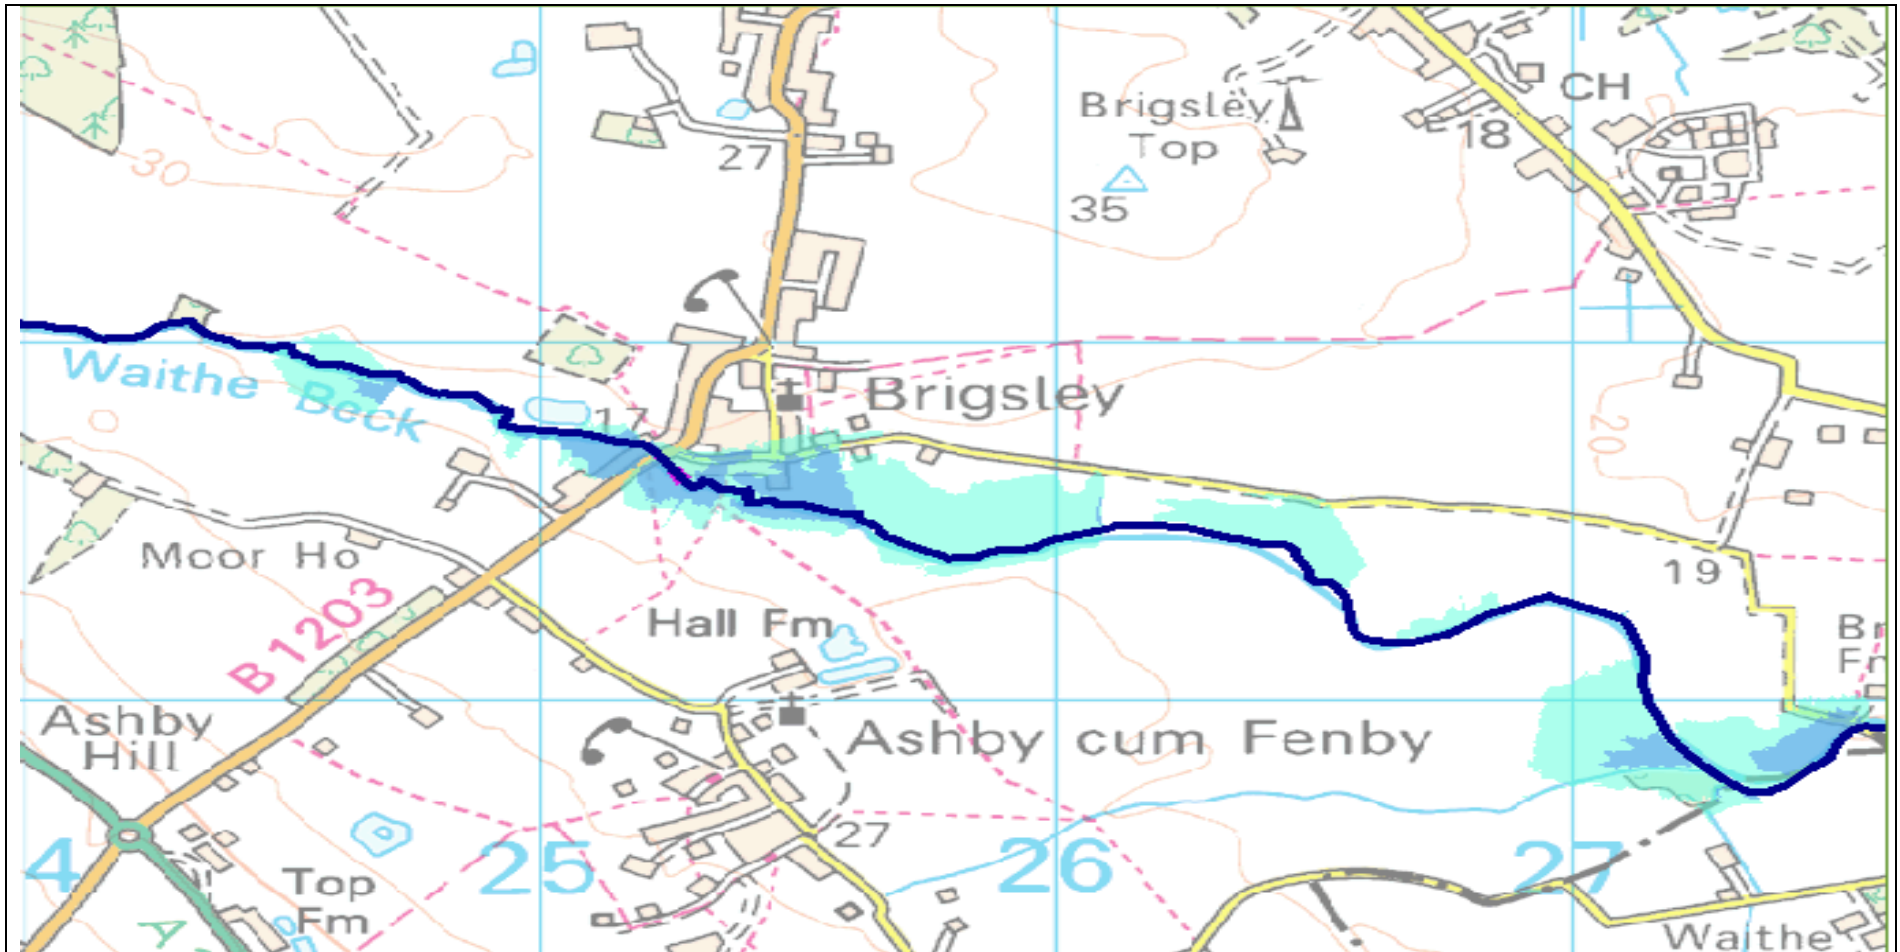 CH
Brigsley
Top
18
30
27
35
Waithe Beck
17
Brigsley
20
Moor Ho
19
B 1203
Hall Fm
Br
Fr
Ashby
Hill
Ashby cum Fenby
27
4
25
26
27
Top
Fm
A
Waithe